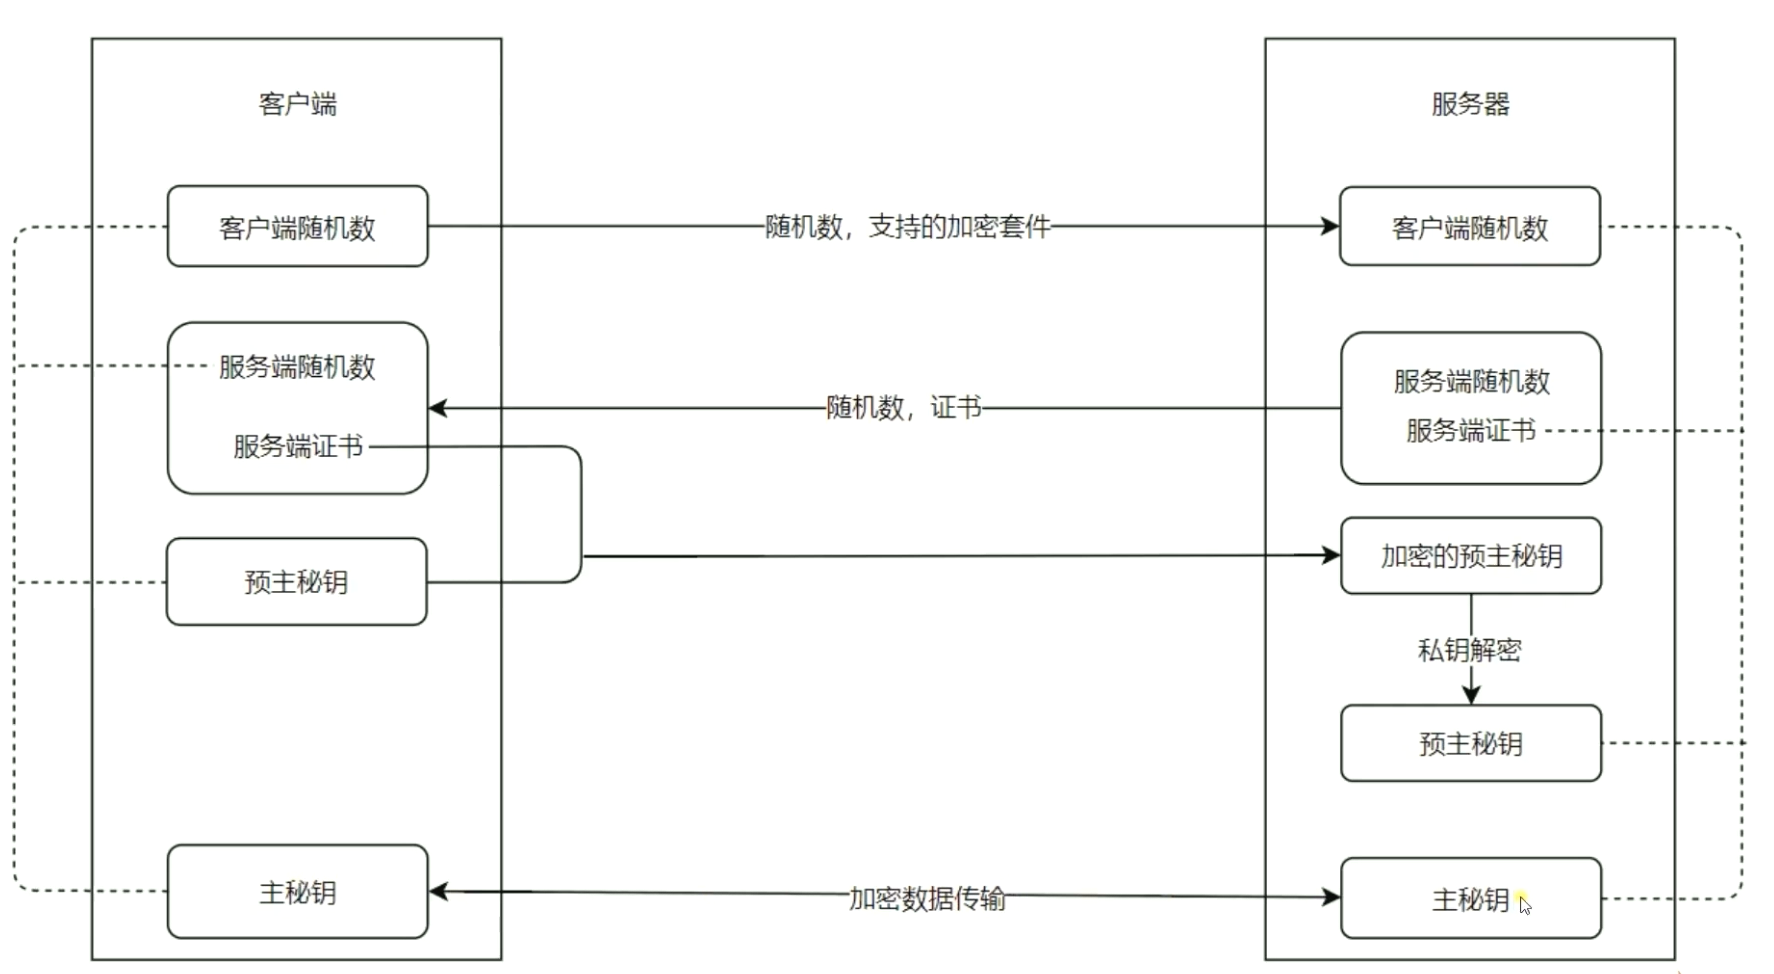 客户端
服务器
客户端随机数
随机数，支持的加密套件
客户端随机数
服务端随机数
服务端证书
随机数，证书
服务端随机数
服务端证书
预主秘钥
加密的预主秘钥
私钥解密
预主秘钥
主秘钥
加密数据传输
主秘钥